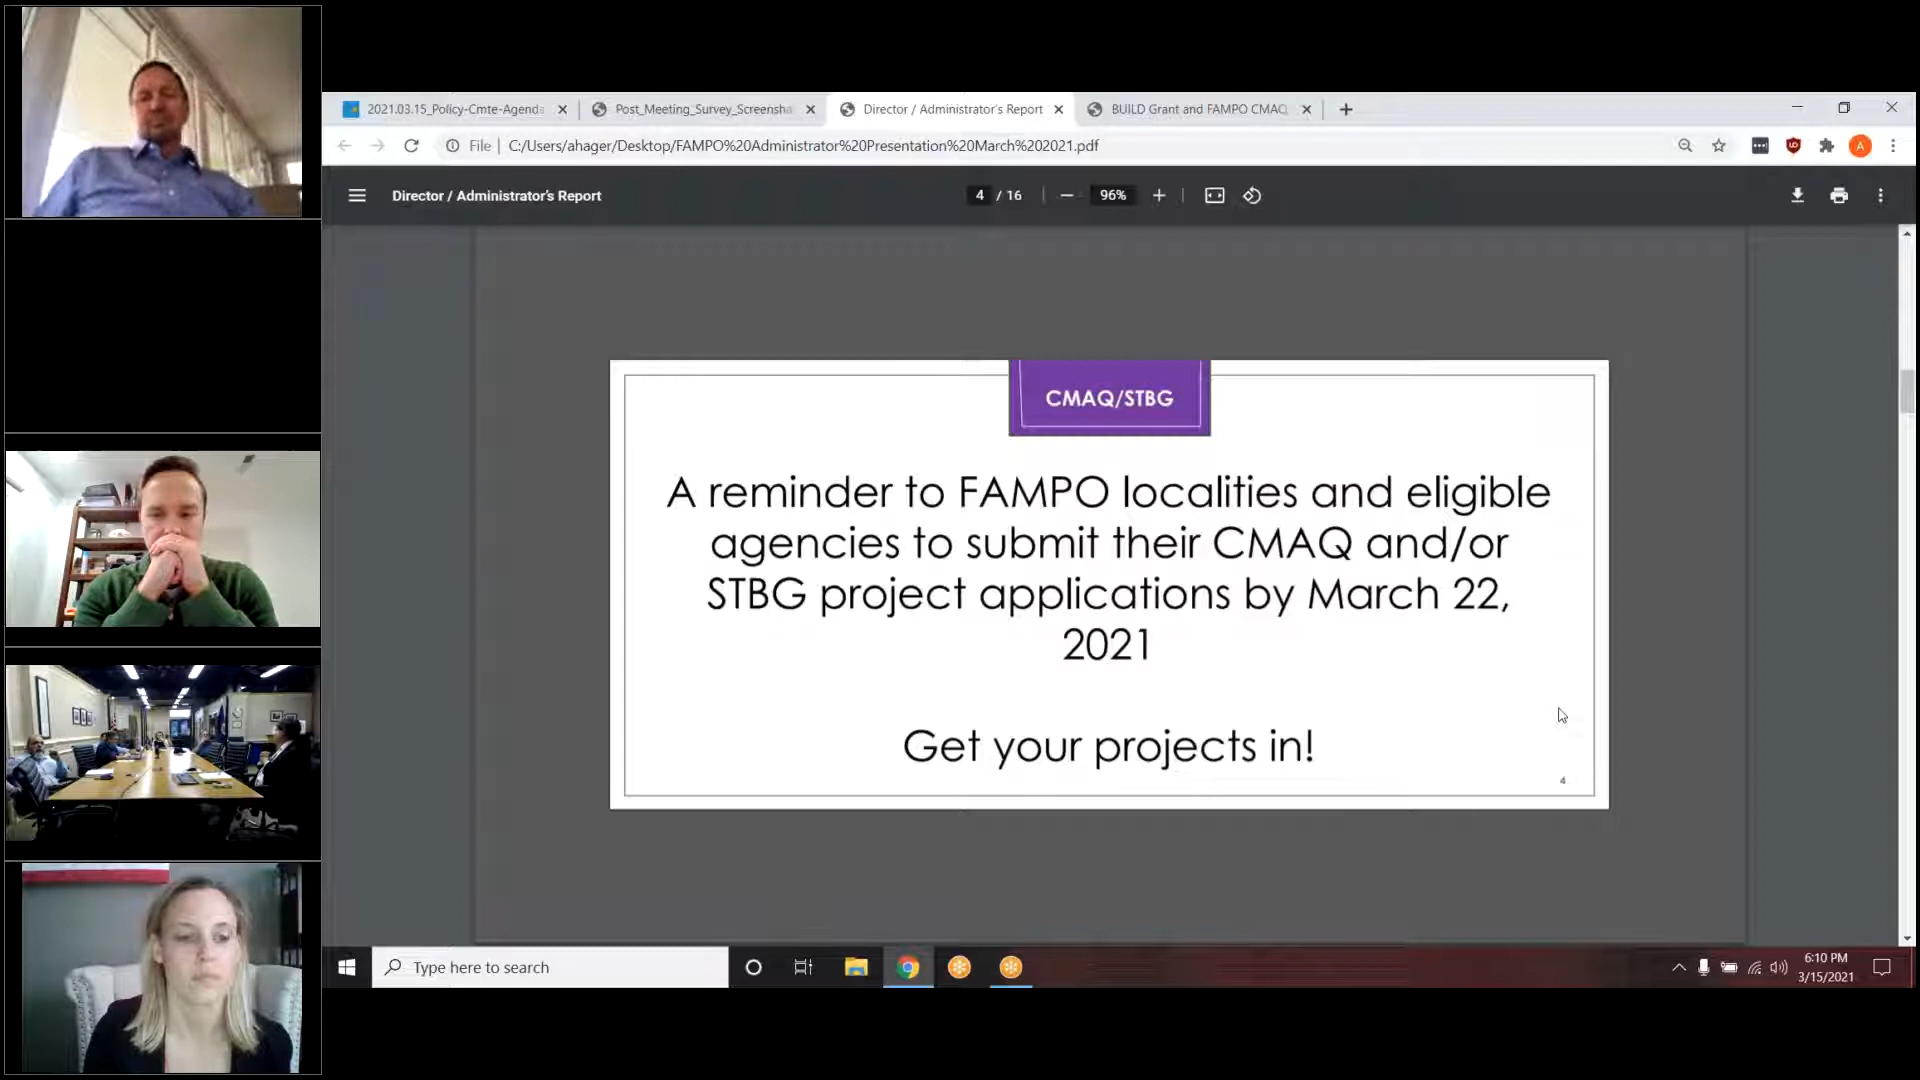 2021.03.15_Policy-Cmte-Agenda
Post_Meeting_Survey_Screensha
Director / Administrator's Report
BUILD Grant and FAMPO CMAQ
File
C:/Users/ahager/Desktop/FAMPO%20Administrator%20Presentation%20March%202021.pdf
A
Director / Administrator's Report
4 / 16
96%
CMAQ/STBG
A reminder to FAMPO localities and eligible
agencies to submit their CMAQ and/or
STBG project applications by March 22,
2021
Get your projects in!
4
Type here to search
6:10 PM
3/15/2021